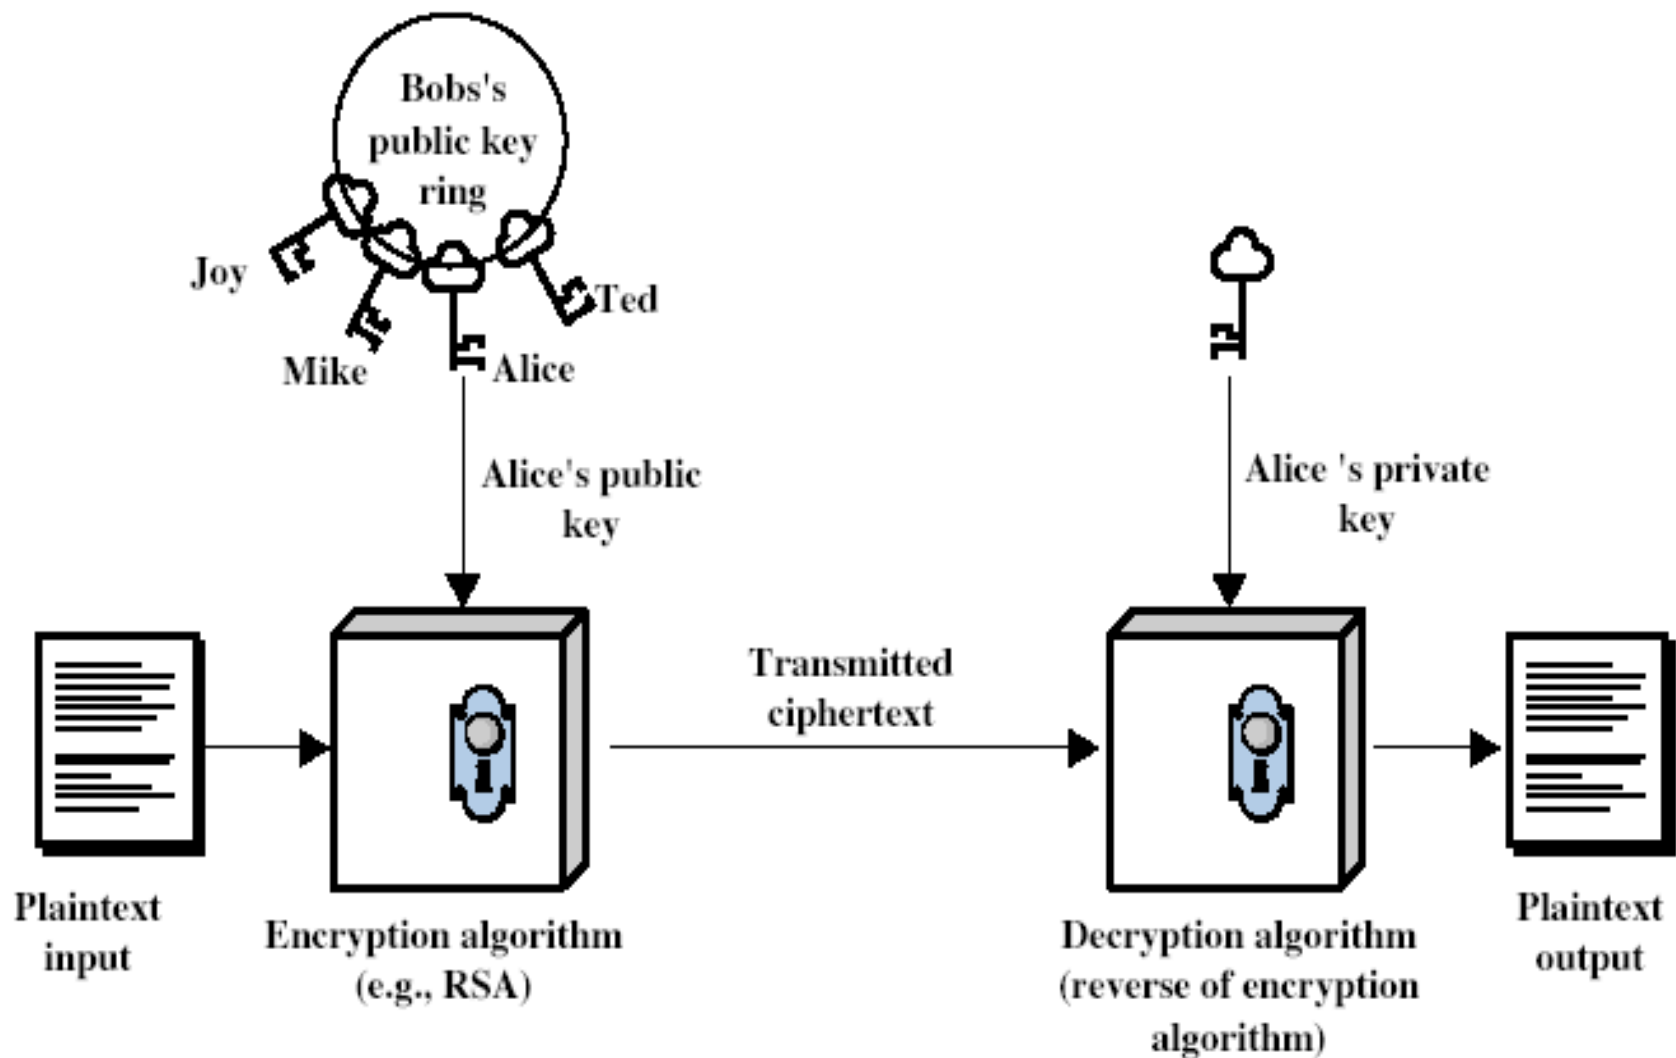 Bobs's
public key
ring
Joy
Ted
Mike
Alice
Alice's public
key
Alice 's private
key
Transmitted
ciphertext
Plaintext
input
Encryption algorithm
(e.g., RSA)
Decryption algorithm
(reverse of encryption
algorithm)
Plaintext
output